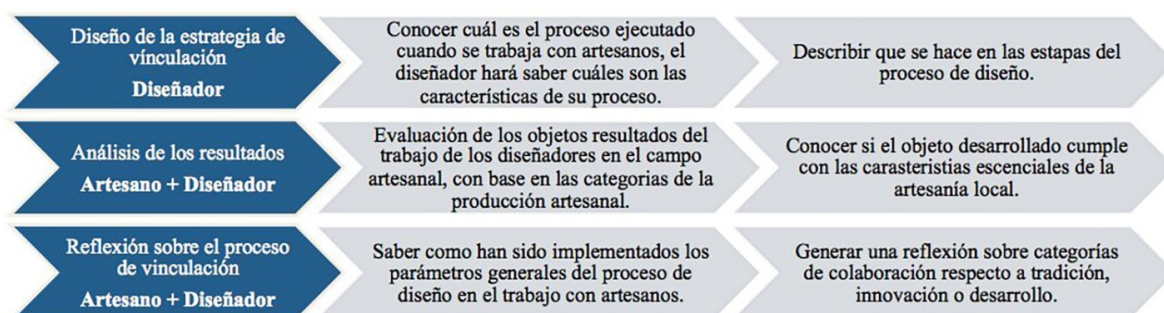 Diseño de la estrategia de
vínculación
Diseñador
Conocer cuál es el proceso ejecutado
cuando se trabaja con artesanos, el
diseñador hará saber cuáles son las
características de su proceso.
Describir que se hace en las estapas del
proceso de diseño.
Análisis de los resultados
Artesano + Diseñador
Evaluación de los objetos resultados del
trabajo de los diseñadores en el campo
artesanal, con base en las categorias de la
producción artesanal.
Conocer si el objeto desarrollado cumple
con las carasteristias escenciales de la
artesanía local.
Reflexión sobre el proceso
de vinculación
Artesano + Diseñador
Saber como han sido implementados los
parámetros generales del proceso de
diseño en el trabajo con artesanos.
Generar una reflexión sobre categorías
de colaboración respecto a tradición,
innovación o desarrollo.